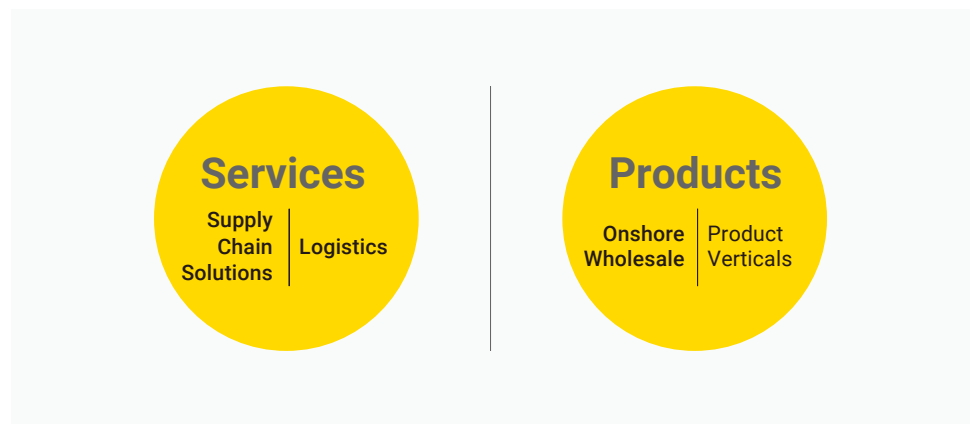 Services
Supply
Chain
Solutions
Logistics
Products
Onshore
Wholesale
Product
Verticals